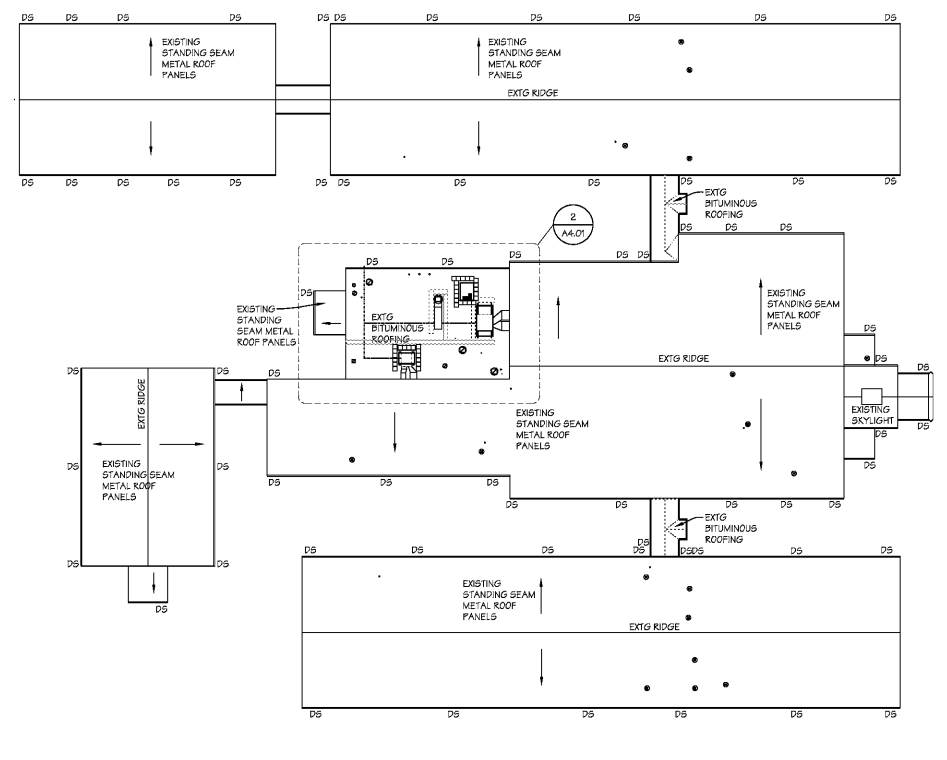 DS DS DS DS DS DS DS DS DS DS
EXISTING
STANDING SEAM
METAL ROOF
PANELS
EXISTING
STANDING SEAM
METAL ROOF
PANELS
EXTG RIDGE
DS DS DS DS DS DS DS DS DS DS DS DS
EXTG
BITUMINOUS
ROOFING
2
A4.01
DS DS DS
DS DS DS DS
DS
EXISTING
STANDING
SEAM METAL
ROOF PANELS
EXTG
BITUMINOUS
ROOFING
EXISTING
STANDING SEAM
METAL ROOF
PANELS
DS
EXTG RIDGE
DS
DS DS DS DS
EXTG RIDGE
EXISTING
STANDING SEAM
METAL ROOF
PANELS
EXISTING
SKYLIGHT
DS
DS
DS DS
EXISTING
STANDING SEAM
METAL ROOF
PANELS
DS DS
DS DS DS DS DS
EXTG
BITUMINOUS
ROOFING
DS
DS DS DS DS DSDS DS DS
DS DS
EXISTING
STANDING SEAM
METAL ROOF
PANELS
DS
EXTG RIDGE
DS DS DS DS DS DS